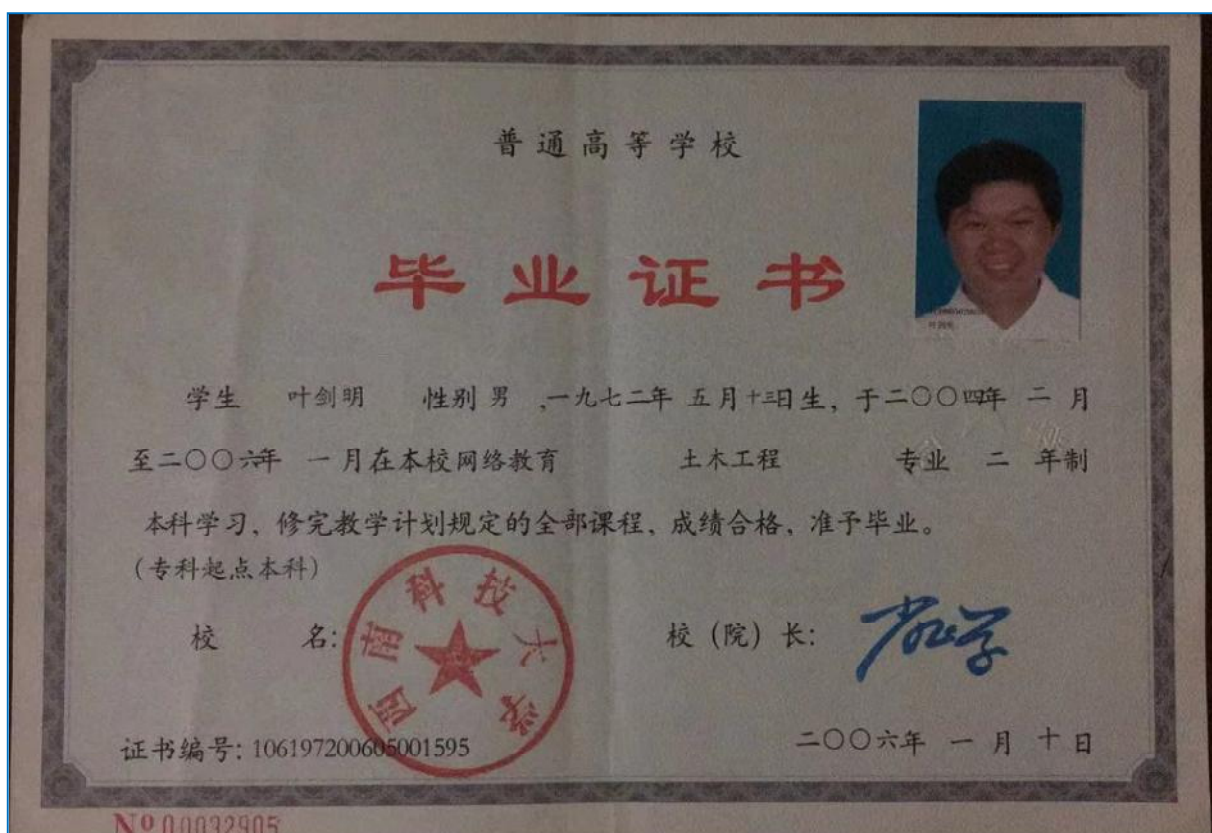 普通高等学校
毕业证书
学生 叶剑明 性别 男 ,一九七二年 五月十三日生, 于二〇〇四年 二 月
至二〇〇六年 一 月在本校网络教育 土木工程 专业 二 年制
本科学习, 修完教学计划规定的全部课程, 成绩合格, 准予毕业。
(专科起点本科)
校 名:
西南科技大学
校 (院) 长:
证书编号: 106197200605001595
二〇〇六年 一 月 十 日
№ 00032905